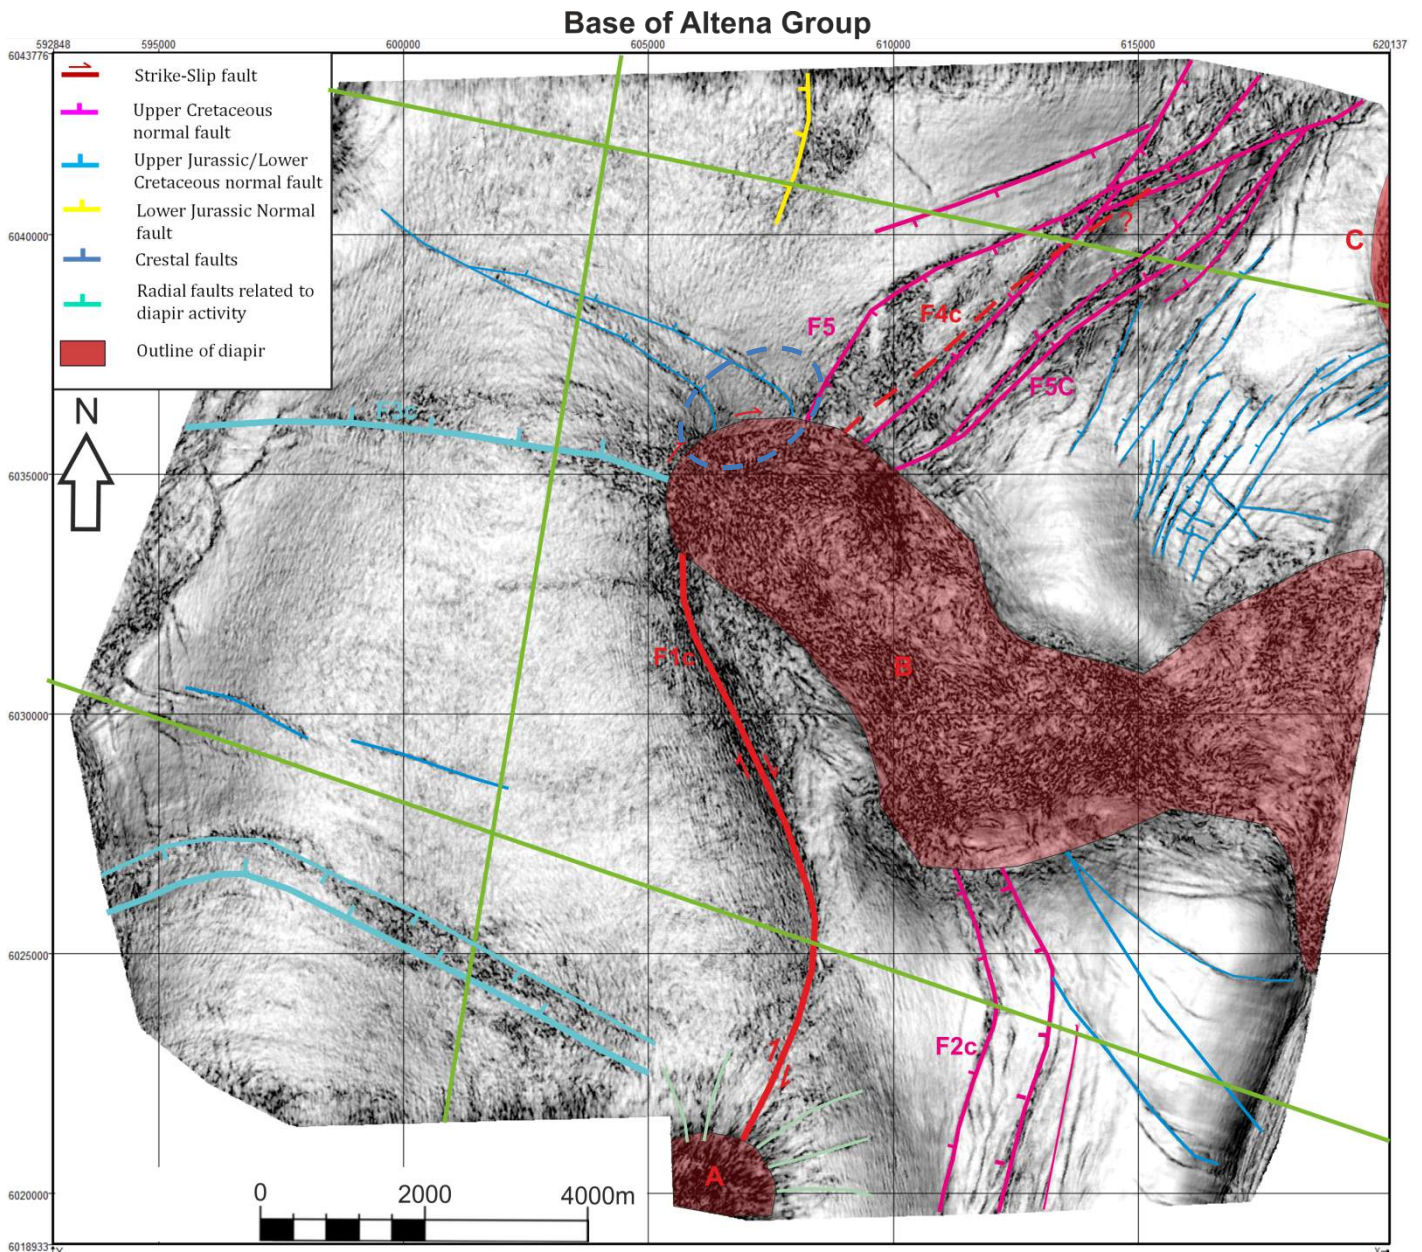 Base of Altena Group
592848
595000
600000
605000
610000
615000
620137
6043776
Strike-Slip fault
Upper Cretaceous
normal fault
Upper Jurassic/Lower
Cretaceous normal fault
Lower Jurassic Normal
fault
Crestal faults
Radial faults related to
diapir activity
Outline of diapir
6040000
?
C
F4c
F5
F5C
N
F3c
6035000
F1c
B
6030000
6025000
F2c
A
6020000
0
2000
4000m
6018933